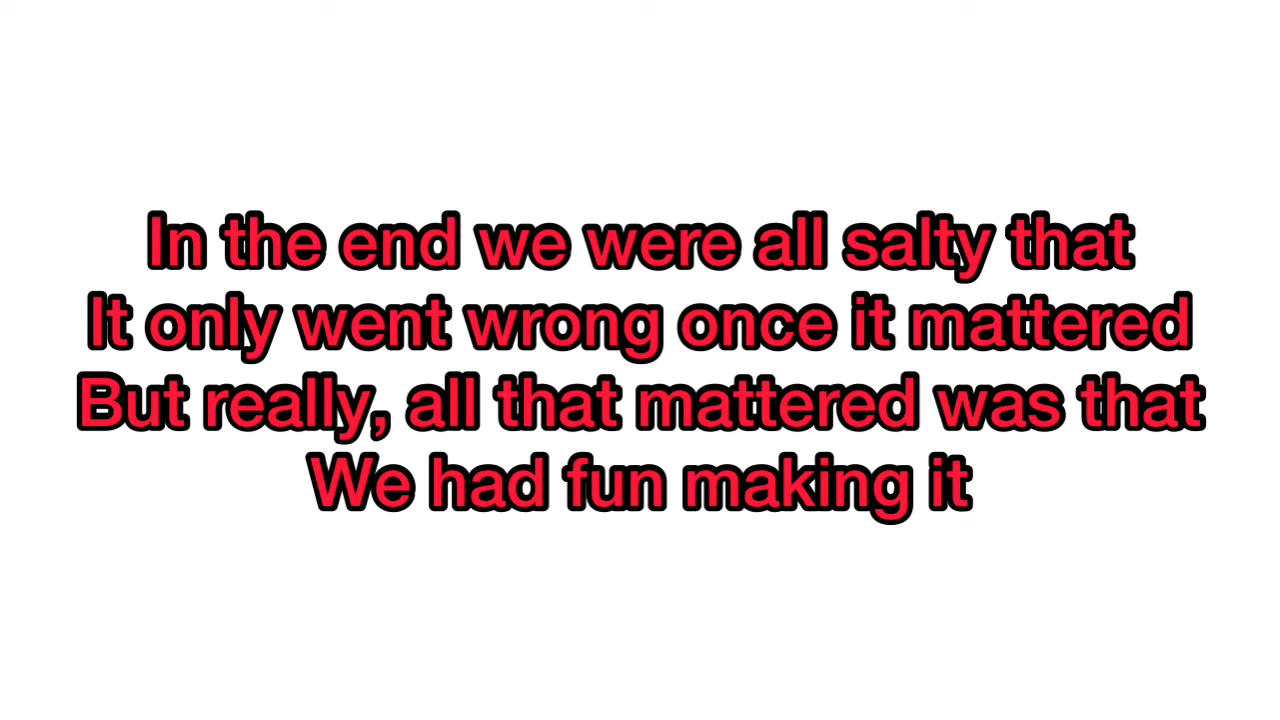 In the end we were all salty that
It only went wrong once it mattered
But really, all that mattered was that
We had fun making it